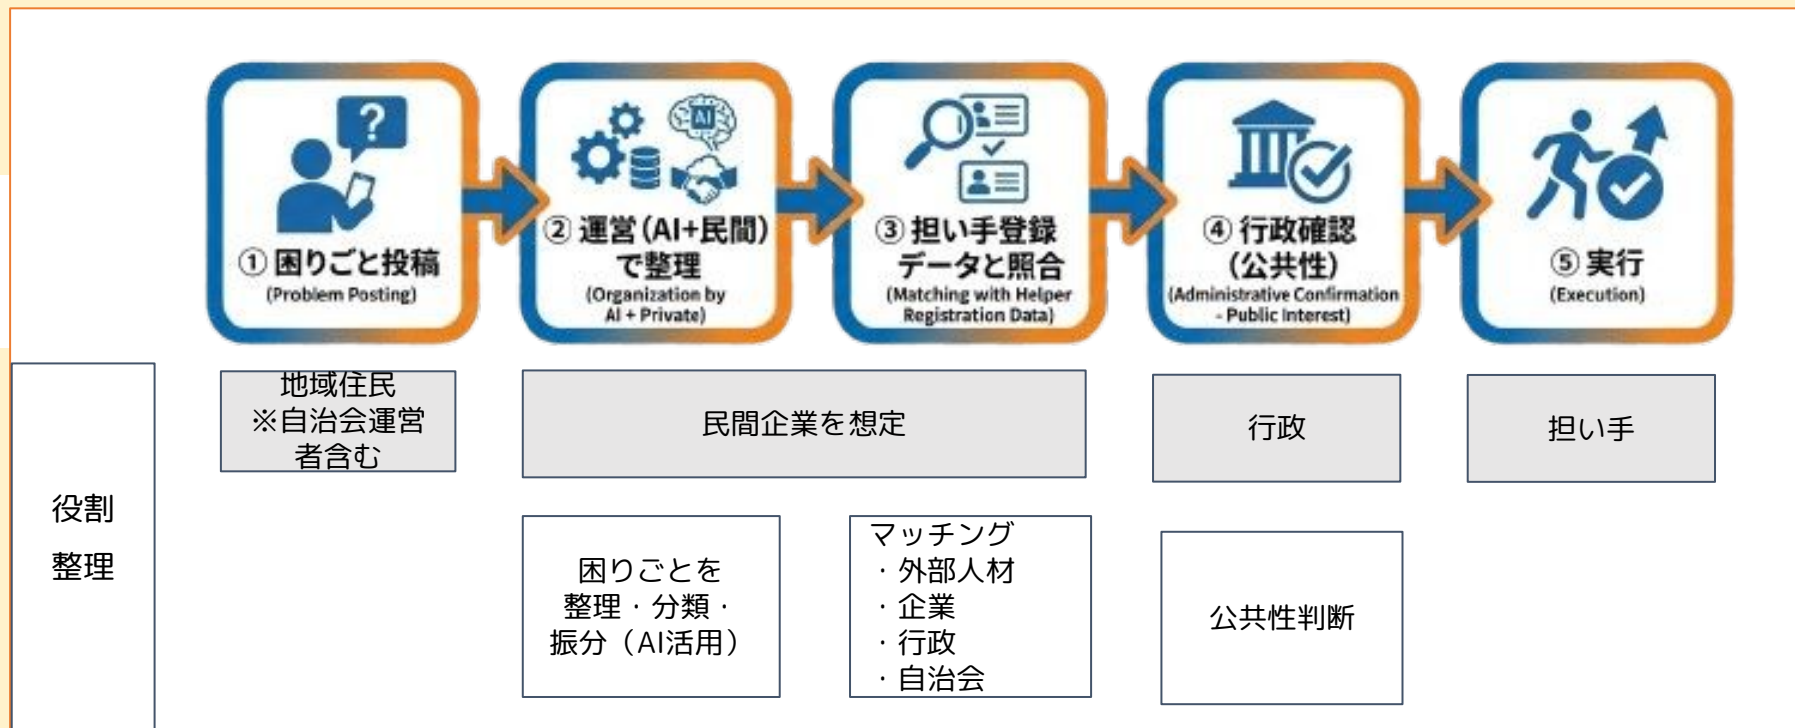 ?
AI
① 困りごと投稿
(Problem Posting)
② 運営(AI+民間)
で整理
(Organization by
AI + Private)
③ 担い手登録
データと照合
(Matching with Helper
Registration Data)
④ 行政確認
(公共性)
(Administrative Confirmation
- Public Interest)
⑤ 実行
(Execution)
地域住民
※自治会運営
者含む
民間企業を想定
行政
担い手
役割
整理
困りごとを
整理・分類・
振分（AI活用）
マッチング
・外部人材
・企業
・行政
・自治会
公共性判断